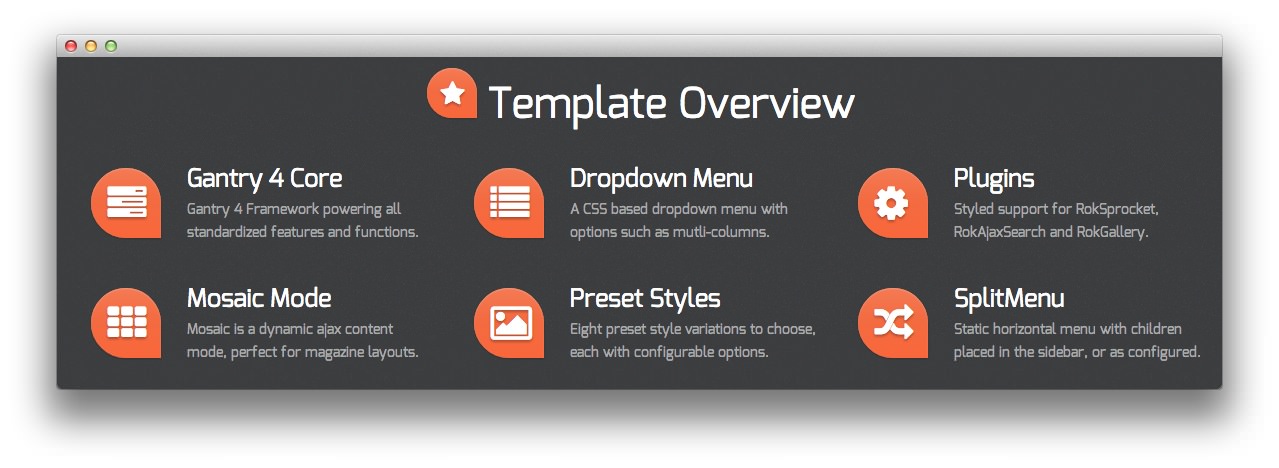 Template Overview
Gantry 4 Core
Gantry 4 Framework powering all
standardized features and functions.
Dropdown Menu
A CSS based dropdown menu with
options such as mutli-columns.
Plugins
Styled support for RokSprocket,
RokAjaxSearch and RokGallery.
Mosaic Mode
Mosaic is a dynamic ajax content
mode, perfect for magazine layouts.
Preset Styles
Eight preset style variations to choose,
each with configurable options.
SplitMenu
Static horizontal menu with children
placed in the sidebar, or as configured.